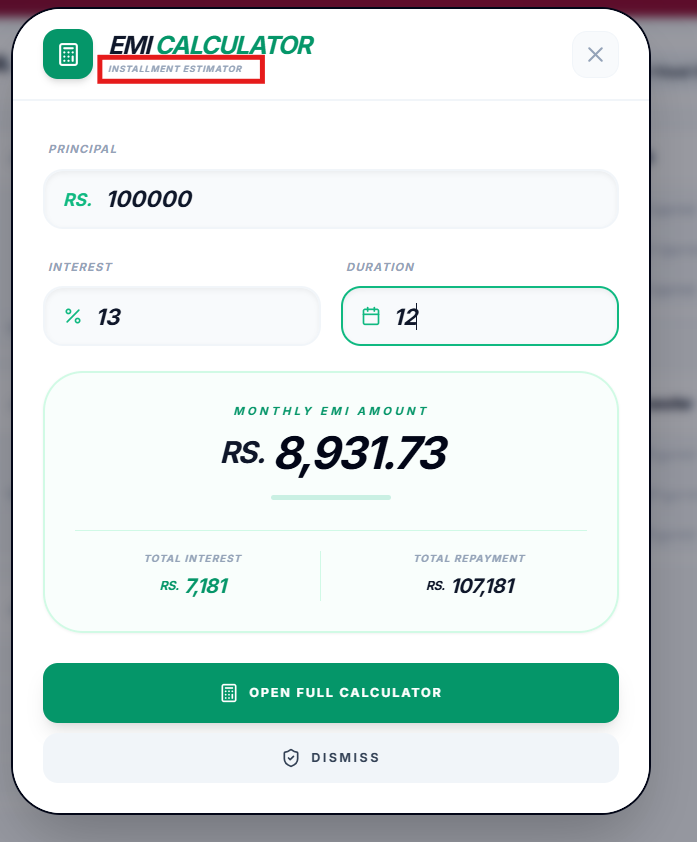 EMI CALCULATOR
INSTALLMENT ESTIMATOR
PRINCIPAL
RS. 100000
INTEREST DURATION
% 13 12
MONTHLY EMI AMOUNT
RS. 8,931.73
TOTAL INTEREST TOTAL REPAYMENT
RS. 7,181 RS. 107,181
OPEN FULL CALCULATOR
DISMISS